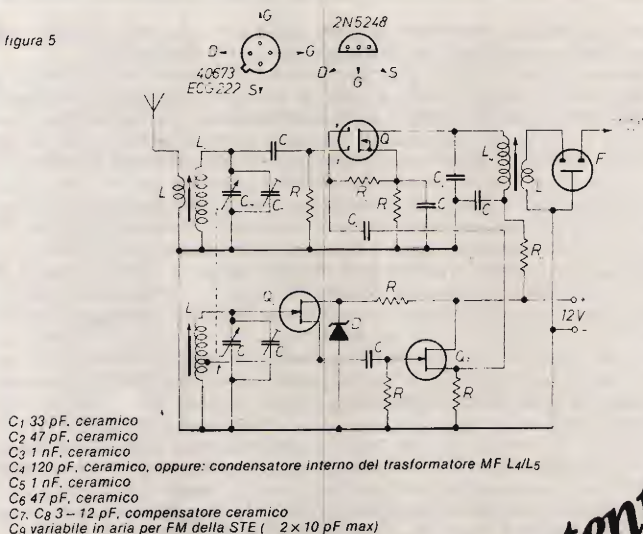 figura 5
G
2N5248
D
G
40673
ECG222 S
D
S
G
L
L
C
C
C
R
Q
R
R
C
C
C
C
L
L
F
R
L
C
C
Q
R
D
C
R
Q
R
12V
+
-
C1 33 pF, ceramico
C2 47 pF, ceramico
C3 1 nF, ceramico
C4 120 pF, ceramico, oppure: condensatore interno del trasformatore MF L4/L5
C5 1 nF, ceramico
C6 47 pF, ceramico
C7, C8 3 – 12 pF, compensatore ceramico
C9 variabile in aria per FM della STE ( 2 x 10 pF max)